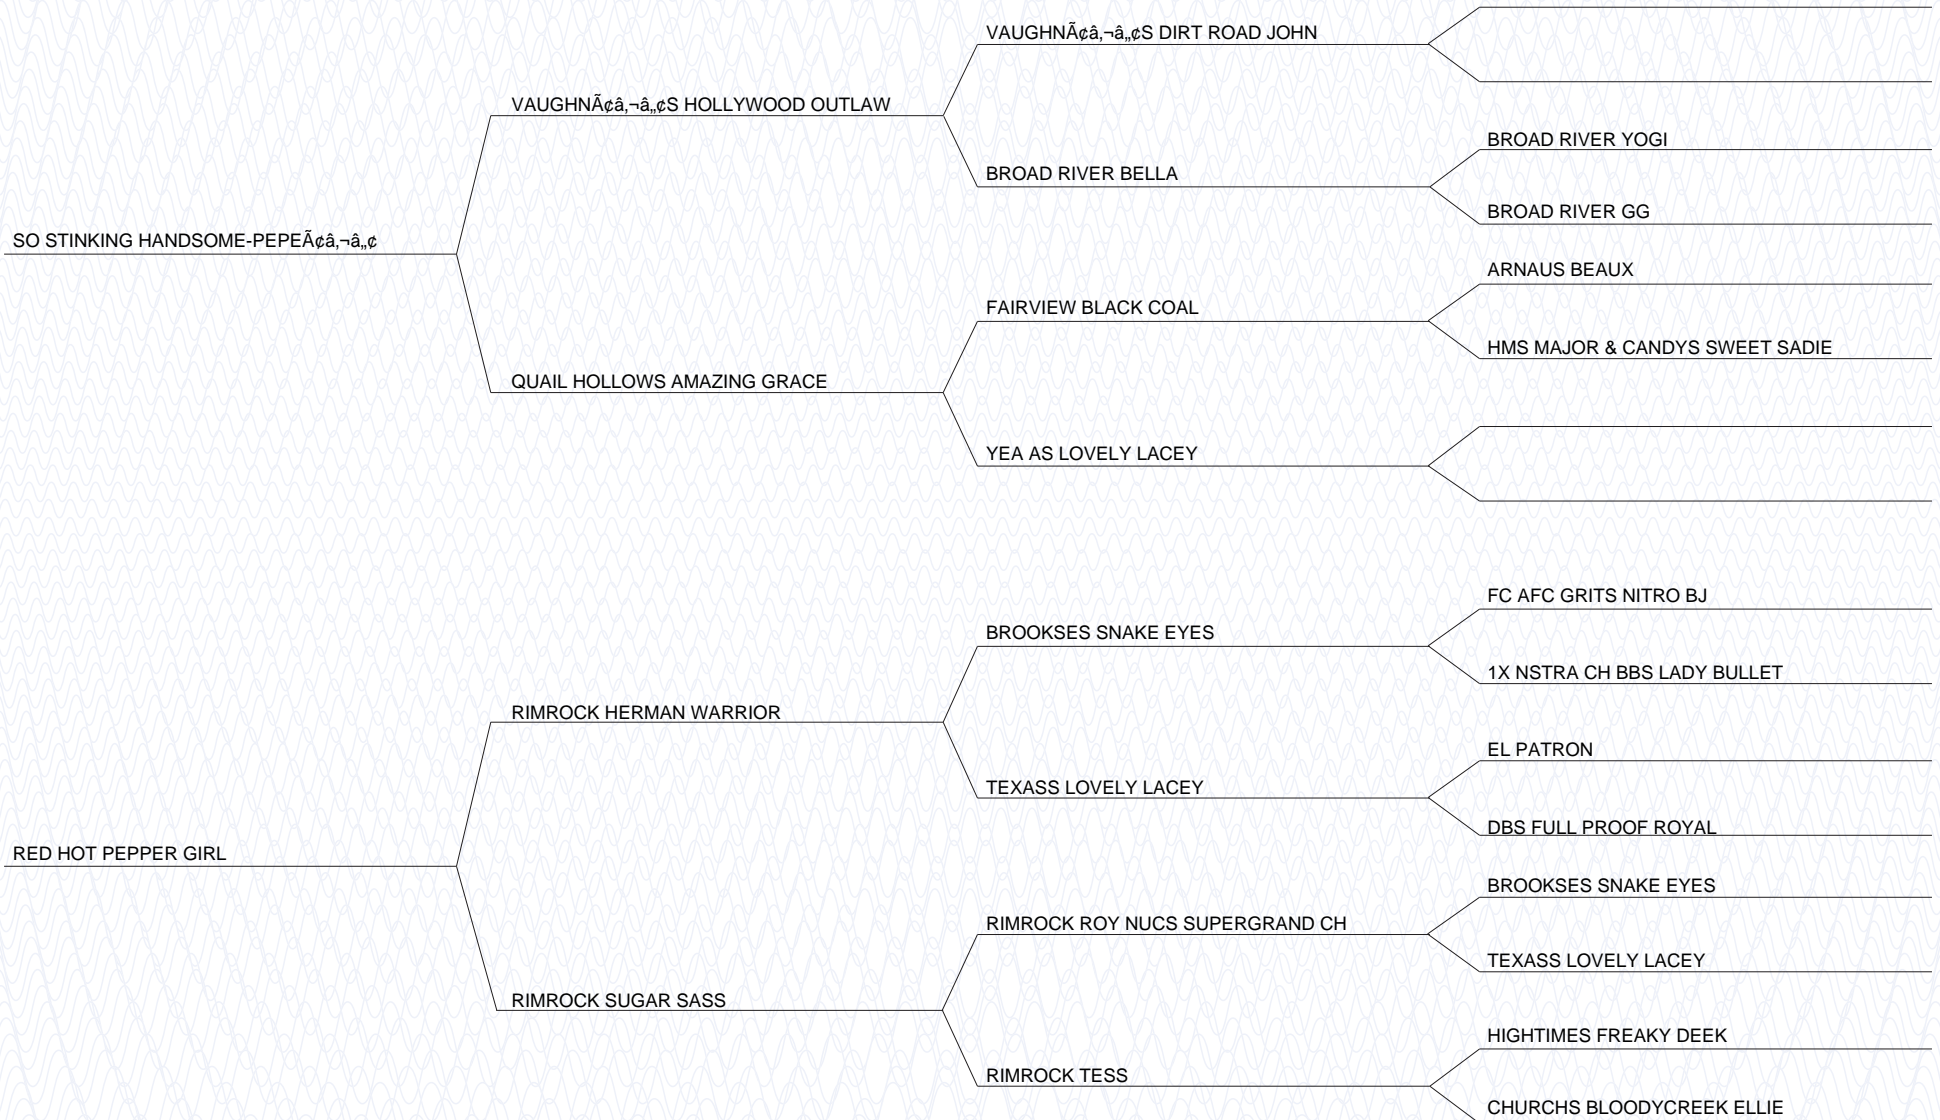 VAUGHNÃ¢â‚¬â„¢S DIRT ROAD JOHN
VAUGHNÃ¢â‚¬â„¢S HOLLYWOOD OUTLAW
BROAD RIVER YOGI
BROAD RIVER BELLA
BROAD RIVER GG
SO STINKING HANDSOME-PEPEÃ¢â‚¬â„¢
ARNAUS BEAUX
FAIRVIEW BLACK COAL
HMS MAJOR & CANDYS SWEET SADIE
QUAIL HOLLOWS AMAZING GRACE
YEA AS LOVELY LACEY
FC AFC GRITS NITRO BJ
BROOKSES SNAKE EYES
1X NSTRA CH BBS LADY BULLET
RIMROCK HERMAN WARRIOR
EL PATRON
TEXASS LOVELY LACEY
DBS FULL PROOF ROYAL
RED HOT PEPPER GIRL
BROOKSES SNAKE EYES
RIMROCK ROY NUCS SUPERGRAND CH
TEXASS LOVELY LACEY
RIMROCK SUGAR SASS
HIGHTIMES FREAKY DEEK
RIMROCK TESS
CHURCHS BLOODYCREEK ELLIE